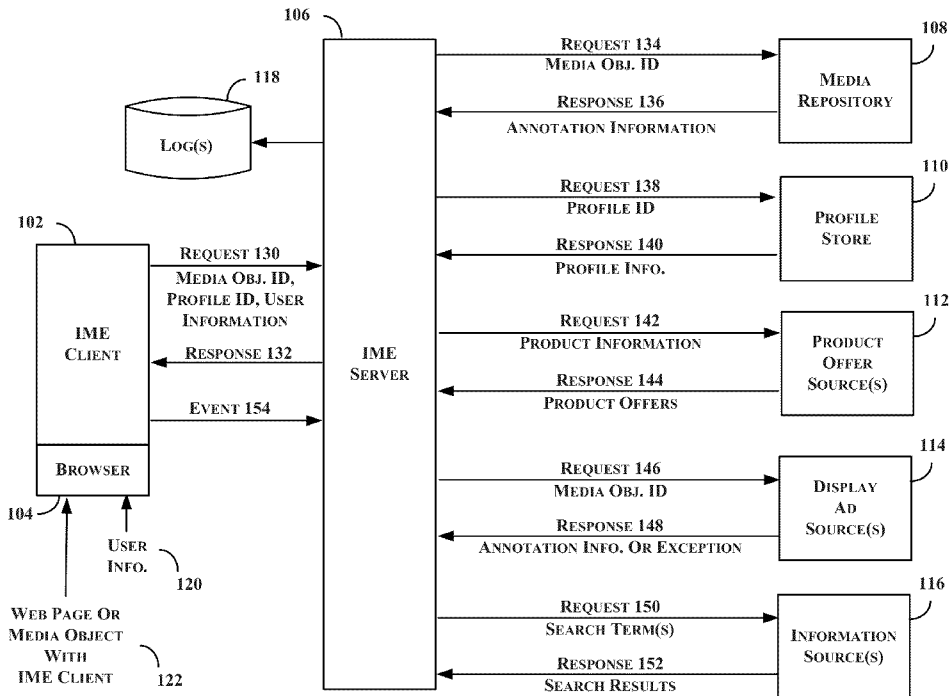 106
118
LOG(S)
102
IME
CLIENT
BROWSER
104
USER
INFO.
120
WEB PAGE OR
MEDIA OBJECT
WITH
IME CLIENT
122
REQUEST 130
MEDIA OBJ. ID,
PROFILE ID, USER
INFORMATION
RESPONSE 132
EVENT 154
IME
SERVER
REQUEST 134
MEDIA OBJ. ID
RESPONSE 136
ANNOTATION INFORMATION
108
MEDIA
REPOSITORY
REQUEST 138
PROFILE ID
RESPONSE 140
PROFILE INFO.
110
PROFILE
STORE
REQUEST 142
PRODUCT INFORMATION
RESPONSE 144
PRODUCT OFFERS
112
PRODUCT
OFFER
SOURCE(S)
REQUEST 146
MEDIA OBJ. ID
RESPONSE 148
ANNOTATION INFO. OR EXCEPTION
114
DISPLAY
AD
SOURCE(S)
REQUEST 150
SEARCH TERM(S)
RESPONSE 152
SEARCH RESULTS
116
INFORMATION
SOURCE(S)